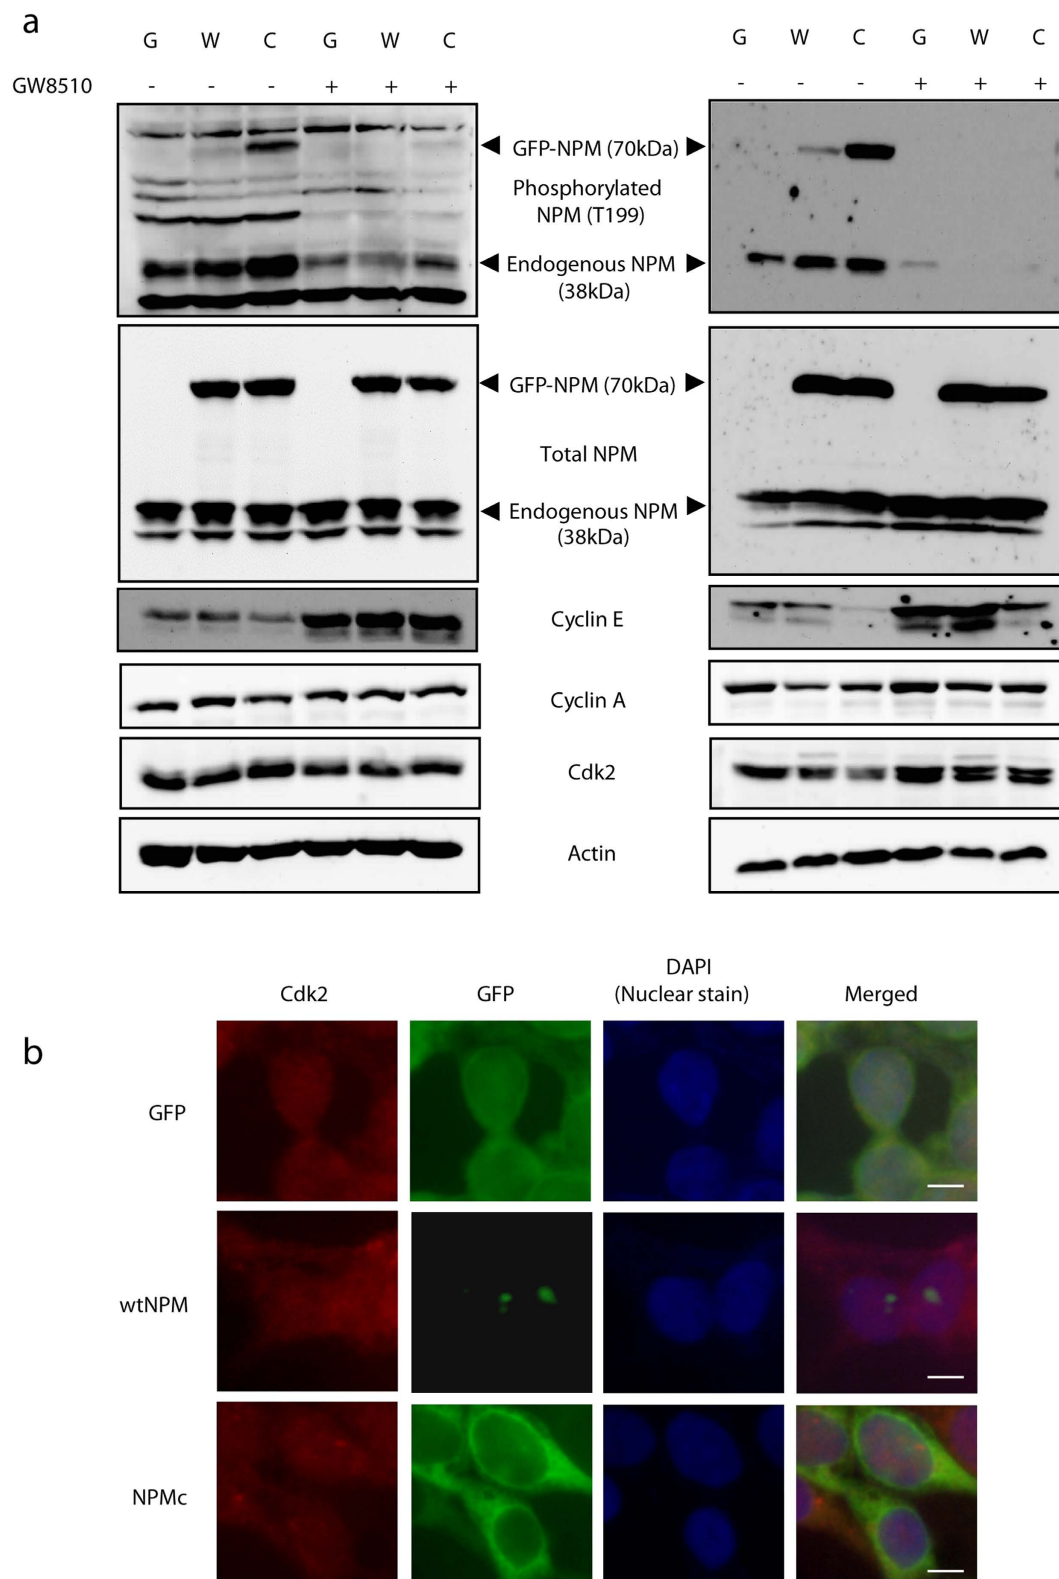 a
G W C G W C G W C G W C
GW8510 - - - + + + - - - + + +
GFP-NPM (70kDa)
Phosphorylated
NPM (T199)
Endogenous NPM
(38kDa)
GFP-NPM (70kDa)
Total NPM
Endogenous NPM
(38kDa)
Cyclin E
Cyclin A
Cdk2
Actin
b
DAPI
Cdk2 GFP (Nuclear stain) Merged
GFP
wtNPM
NPMc